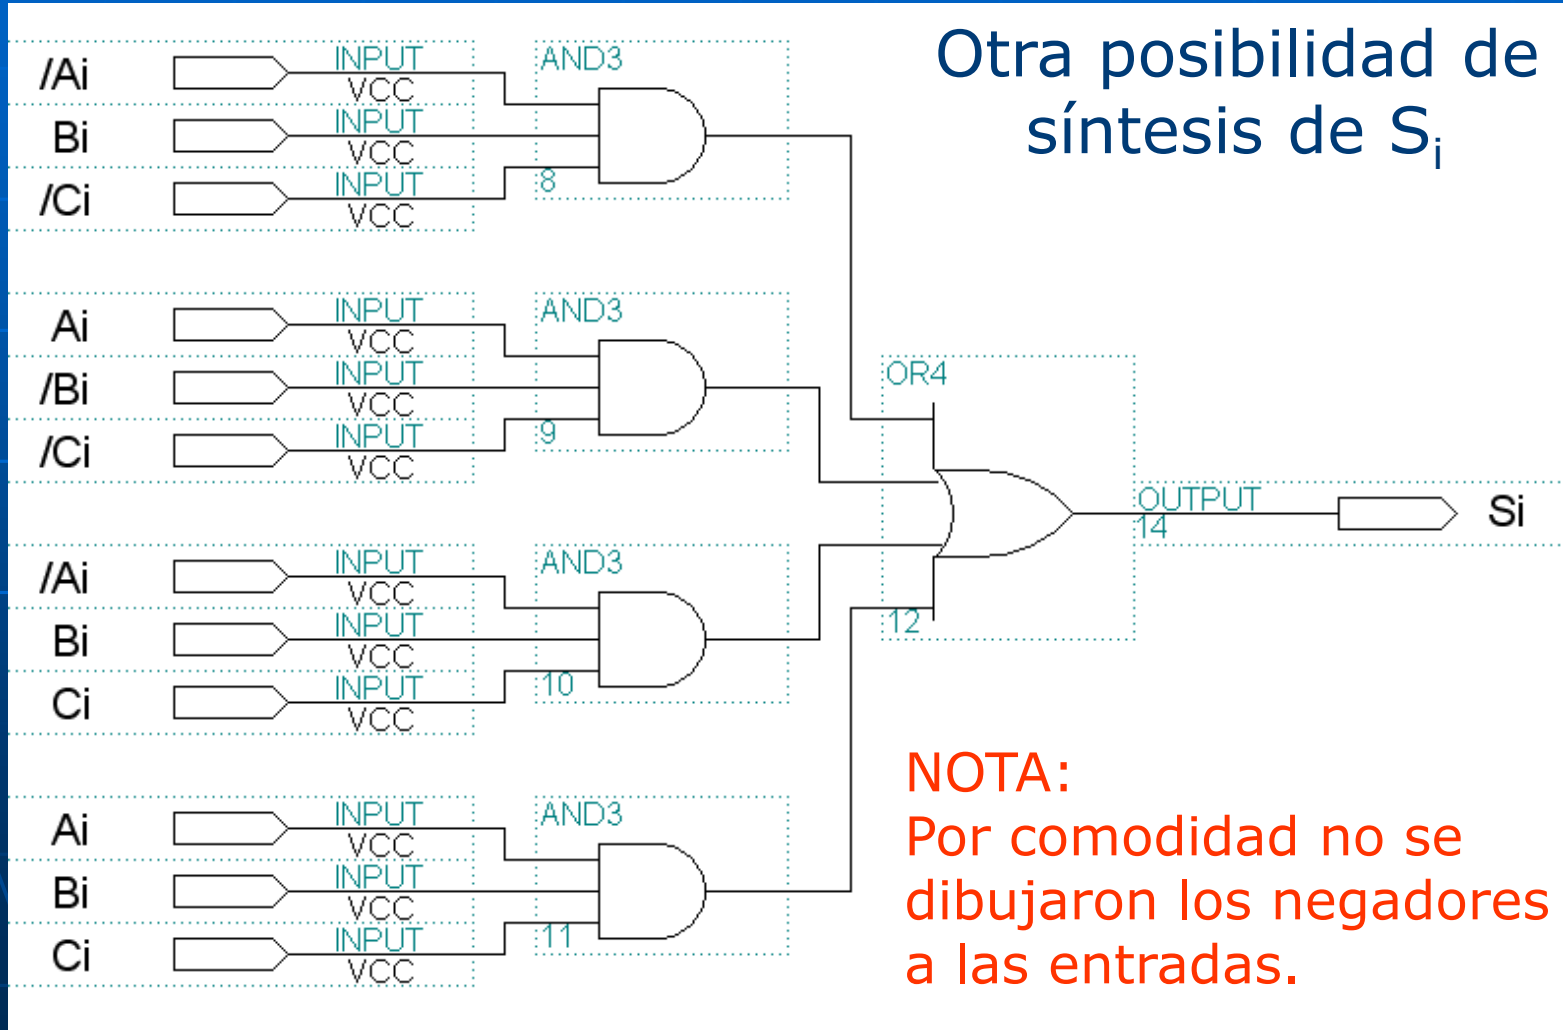 Otra posibilidad de
síntesis de Si
/Ai INPUT VCC
Bi INPUT VCC
/Ci INPUT VCC
AND3
8
Ai INPUT VCC
/Bi INPUT VCC
/Ci INPUT VCC
AND3
9
/Ai INPUT VCC
Bi INPUT VCC
Ci INPUT VCC
AND3
10
Ai INPUT VCC
Bi INPUT VCC
Ci INPUT VCC
AND3
11
OR4
12
OUTPUT
14
Si
NOTA:
Por comodidad no se
dibujaron los negadores
a las entradas.